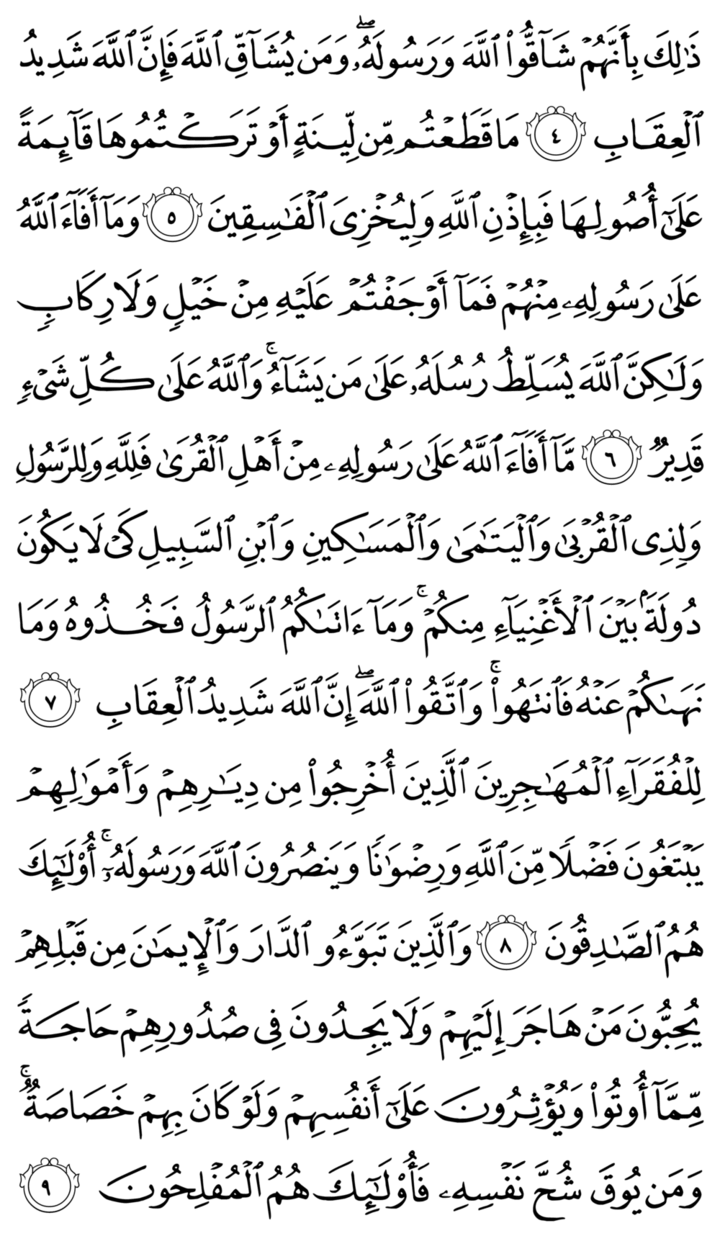 ذَٰلِكَ بِأَنَّهُمۡ شَآقُّواْ ٱللَّهَ وَرَسُولَهُۥۖ وَمَن يُشَآقِّ ٱللَّهَ فَإِنَّ ٱللَّهَ شَدِيدُ
ٱلۡعِقَابِ ٤ مَا قَطَعۡتُم مِّن لِّينَةٍ أَوۡ تَرَكۡتُمُوهَا قَآئِمَةً
عَلَىٰٓ أُصُولِهَا فَبِإِذۡنِ ٱللَّهِ وَلِيُخۡزِيَ ٱلۡفَٰسِقِينَ ٥ وَمَآ أَفَآءَ ٱللَّهُ
عَلَىٰ رَسُولِهِۦ مِنۡهُمۡ فَمَآ أَوۡجَفۡتُمۡ عَلَيۡهِ مِنۡ خَيۡلٖ وَلَا رِكَابٖ
وَلَٰكِنَّ ٱللَّهَ يُسَلِّطُ رُسُلَهُۥ عَلَىٰ مَن يَشَآءُۚ وَٱللَّهُ عَلَىٰ كُلِّ شَيۡءٖ
قَدِيرٞ ٦ مَّآ أَفَآءَ ٱللَّهُ عَلَىٰ رَسُولِهِۦ مِنۡ أَهۡلِ ٱلۡقُرَىٰ فَلِلَّهِ وَلِلرَّسُولِ
وَلِذِي ٱلۡقُرۡبَىٰ وَٱلۡيَتَٰمَىٰ وَٱلۡمَسَٰكِينِ وَٱبۡنِ ٱلسَّبِيلِ كَيۡ لَا يَكُونَ
دُولَةَۢ بَيۡنَ ٱلۡأَغۡنِيَآءِ مِنكُمۡۚ وَمَآ ءَاتَىٰكُمُ ٱلرَّسُولُ فَخُذُوهُ وَمَا
نَهَىٰكُمۡ عَنۡهُ فَٱنتَهُواْۚ وَٱتَّقُواْ ٱللَّهَۖ إِنَّ ٱللَّهَ شَدِيدُ ٱلۡعِقَابِ ٧
لِلۡفُقَرَآءِ ٱلۡمُهَٰجِرِينَ ٱلَّذِينَ أُخۡرِجُواْ مِن دِيَٰرِهِمۡ وَأَمۡوَٰلِهِمۡ
يَبۡتَغُونَ فَضۡلٗا مِّنَ ٱللَّهِ وَرِضۡوَٰنٗا وَيَنصُرُونَ ٱللَّهَ وَرَسُولَهُۥٓۚ أُوْلَٰٓئِكَ
هُمُ ٱلصَّٰدِقُونَ ٨ وَٱلَّذِينَ تَبَوَّءُو ٱلدَّارَ وَٱلۡإِيمَٰنَ مِن قَبۡلِهِمۡ
يُحِبُّونَ مَنۡ هَاجَرَ إِلَيۡهِمۡ وَلَا يَجِدُونَ فِي صُدُورِهِمۡ حَاجَةٗ
مِّمَّآ أُوتُواْ وَيُؤۡثِرُونَ عَلَىٰٓ أَنفُسِهِمۡ وَلَوۡ كَانَ بِهِمۡ خَصَاصَةٞۚ
وَمَن يُوقَ شُحَّ نَفۡسِهِۦ فَأُوْلَٰٓئِكَ هُمُ ٱلۡمُفۡلِحُونَ ٩